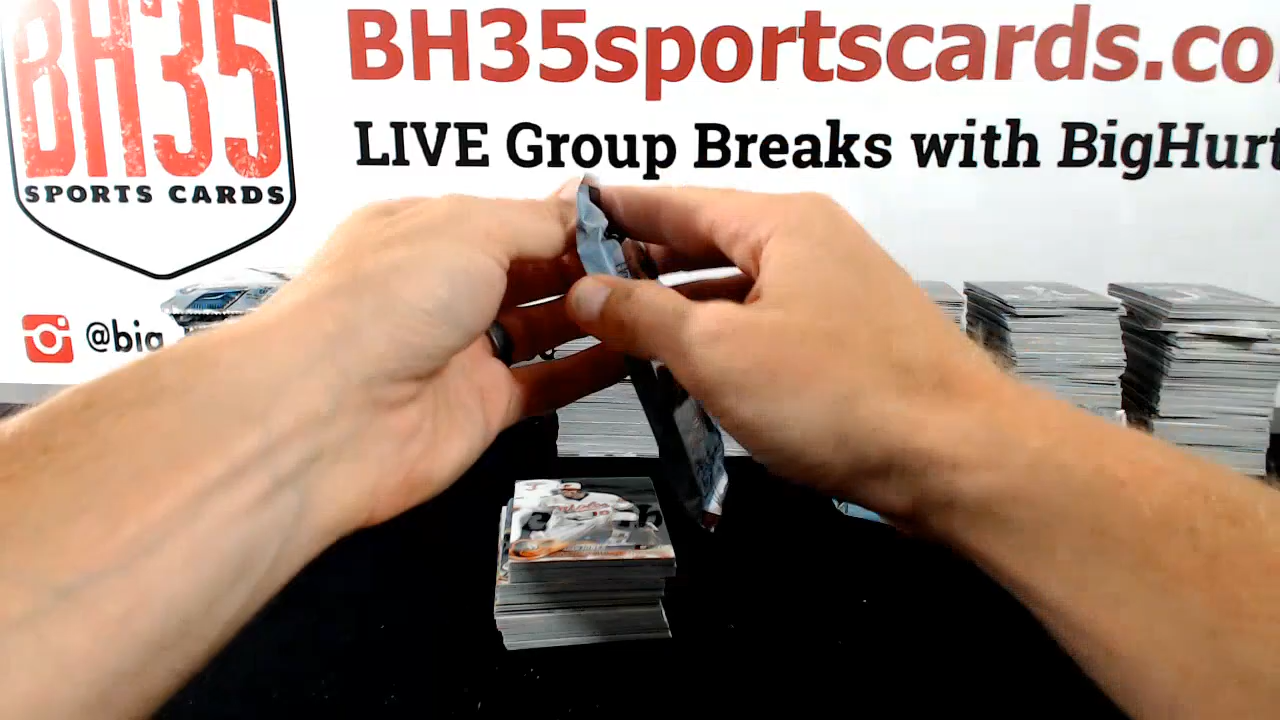 BH35
SPORTS CARDS
@big
BH35sportscards.co
LIVE Group Breaks with BigHurt